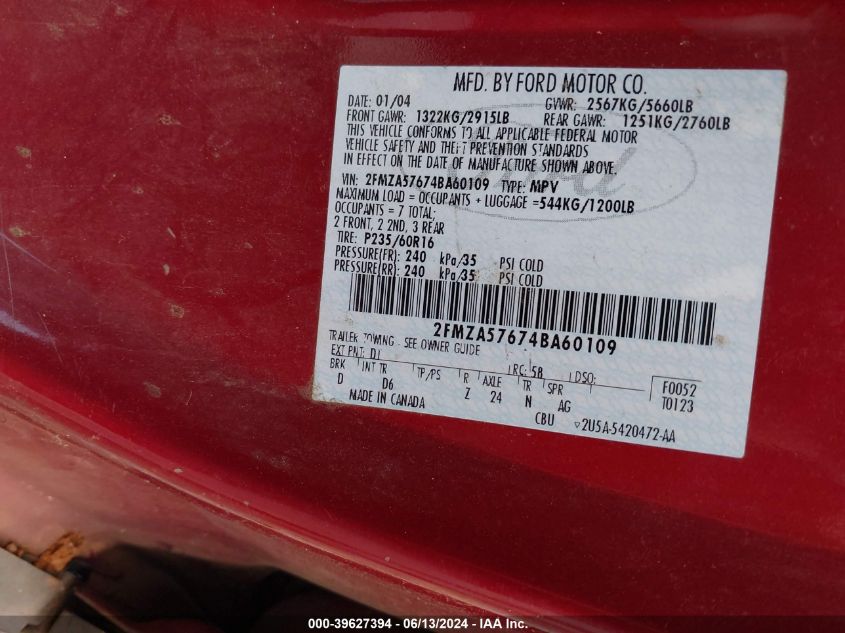 MFD. BY FORD MOTOR CO.
DATE: 01/04 GVWR: 2567KG/5660LB
FRONT GAWR: 1322KG/2915LB REAR GAWR: 1251KG/2760LB
THIS VEHICLE CONFORMS TO ALL APPLICABLE FEDERAL MOTOR
VEHICLE SAFETY AND THEFT PREVENTION STANDARDS
IN EFFECT ON THE DATE OF MANUFACTURE SHOWN ABOVE.
VIN: 2FMZA57674BA60109 TYPE: MPV
MAXIMUM LOAD = OCCUPANTS + LUGGAGE =544KG/1200LB
OCCUPANTS = 7 TOTAL;
2 FRONT, 2 2ND, 3 REAR
TIRE: P235/60R16
PRESSURE(FR): 240 kPa/35 PSI COLD
PRESSURE(RR): 240 kPa/35 PSI COLD
2FMZA57674BA60109
TRAILER TOWING - SEE OWNER GUIDE
EXT PNT: D1 RC: 58 DSO: F0052
BRK INT TR TP/PS R AXLE TR SPR T0123
D D6 Z 24 N AG
MADE IN CANADA CBU ▽2U5A-5420472-AA
Ford
000-39627394 - 06/13/2024 - IAA Inc.